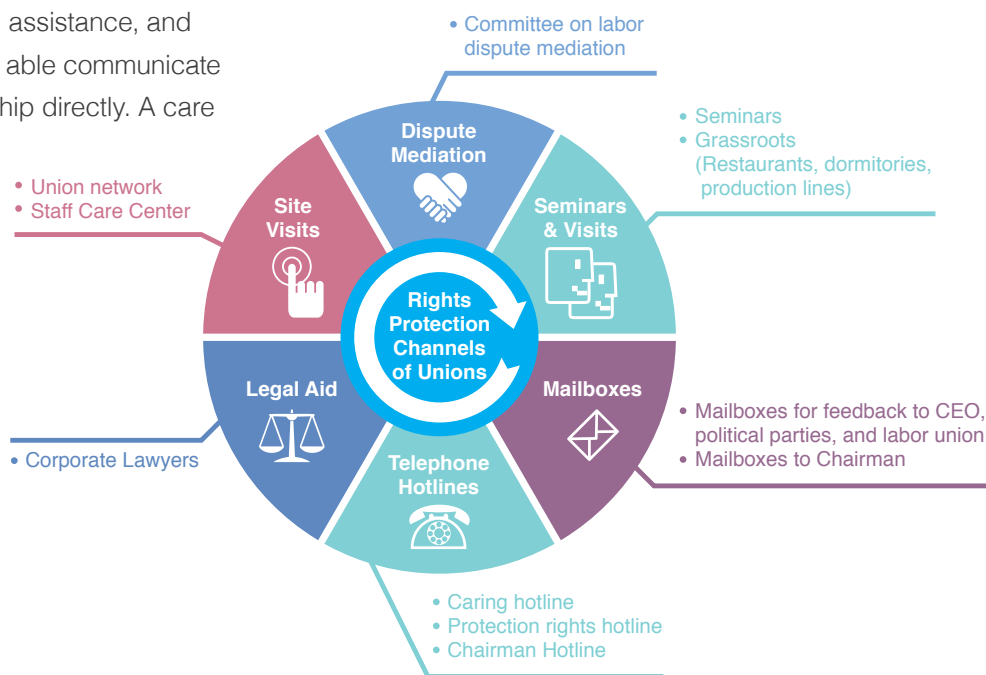 assistance, and
able communicate
hip directly. A care
• Committee on labor
dispute mediation
Dispute
Mediation
• Seminars
• Grassroots
(Restaurants, dormitories,
production lines)
Seminars
& Visits
• Union network
• Staff Care Center
Site
Visits
Rights
Protection
Channels
of Unions
Legal Aid
• Corporate Lawyers
Mailboxes
• Mailboxes for feedback to CEO,
political parties, and labor union
• Mailboxes to Chairman
Telephone
Hotlines
• Caring hotline
• Protection rights hotline
• Chairman Hotline